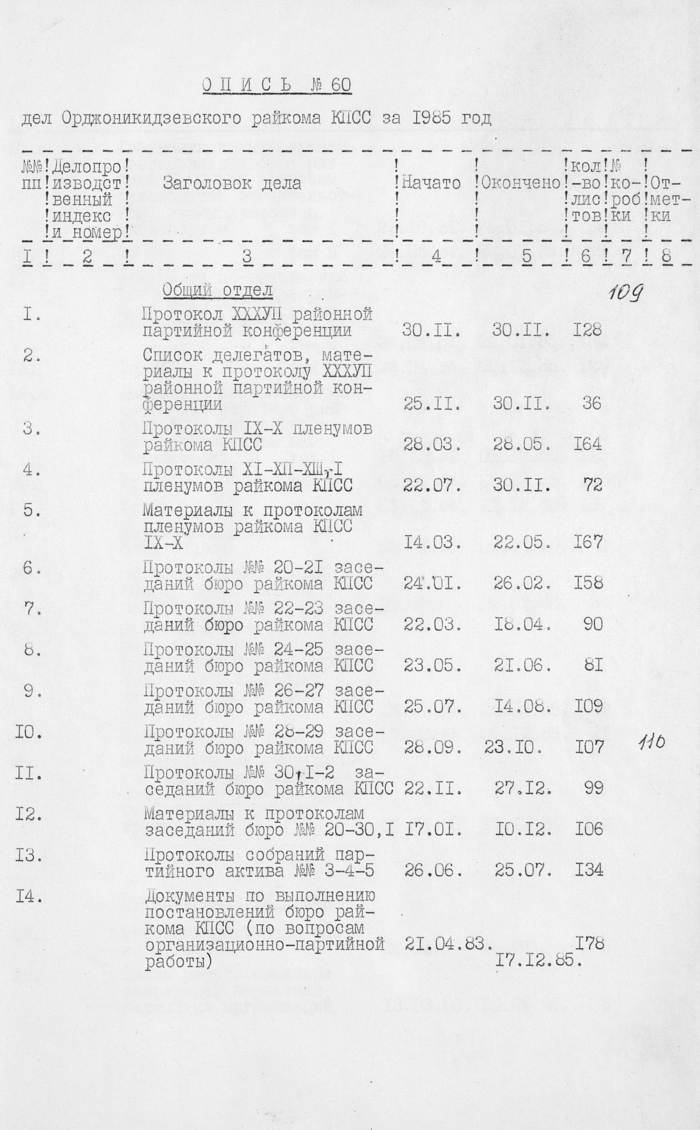 О П И С Ь № 60
дел Орджоникидзевского райкома КПСС за 1985 год
№№!Делопро!                                !            !             !кол!№   !
пп !изводст!    Заголовок дела    !Начато !Окончено!-во !ко-!От-
!венный !                                !            !             !лис!роб!мет-
!индекс !                                !            !             !тов!ки !ки
!и номер!                                !            !             !      !     !
I ! 2 ! 3 ! 4 ! 5 ! 6 ! 7 ! 8
Общий отдел 109
I. Протокол ХХХУП районной
партийной конференции 30.II. 30.II. I28
2. Список делегатов, мате-
риалы к протоколу ХХХУП
районной партийной кон-
ференции 25.II. 30.II. 36
3. Протоколы IX-X пленумов
райкома КПСС 28.03. 28.05. I64
4. Протоколы XI-ХП-ХШ,I
пленумов райкома КПСС 22.07. 30.II. 72
5. Материалы к протоколам
пленумов райкома КПСС
IX-X I4.03. 22.05. I67
6. Протоколы №№ 20-2I засе-
даний бюро райкома КПСС 24.0I. 26.02. I58
7. Протоколы №№ 22-23 засе-
даний бюро райкома КПСС 22.03. I8.04. 90
8. Протоколы №№ 24-25 засе-
даний бюро райкома КПСС 23.05. 2I.06. 8I
9. Протоколы №№ 26-27 засе-
даний бюро райкома КПСС 25.07. I4.08. I09
I0. Протоколы №№ 28-29 засе-
даний бюро райкома КПСС 28.09. 23.I0. I07 110
II. Протоколы №№ 30,I-2 за-
седаний бюро райкома КПСС 22.II. 27.I2. 99
I2. Материалы к протоколам
заседаний бюро №№ 20-30,I I7.0I. I0.I2. I06
I3. Протоколы собраний пар-
тийного актива №№ 3-4-5 26.06. 25.07. I34
I4. Документы по выполнению
постановлений бюро рай-
кома КПСС (по вопросам
организационно-партийной 2I.04.83. I78
работы) I7.I2.85.